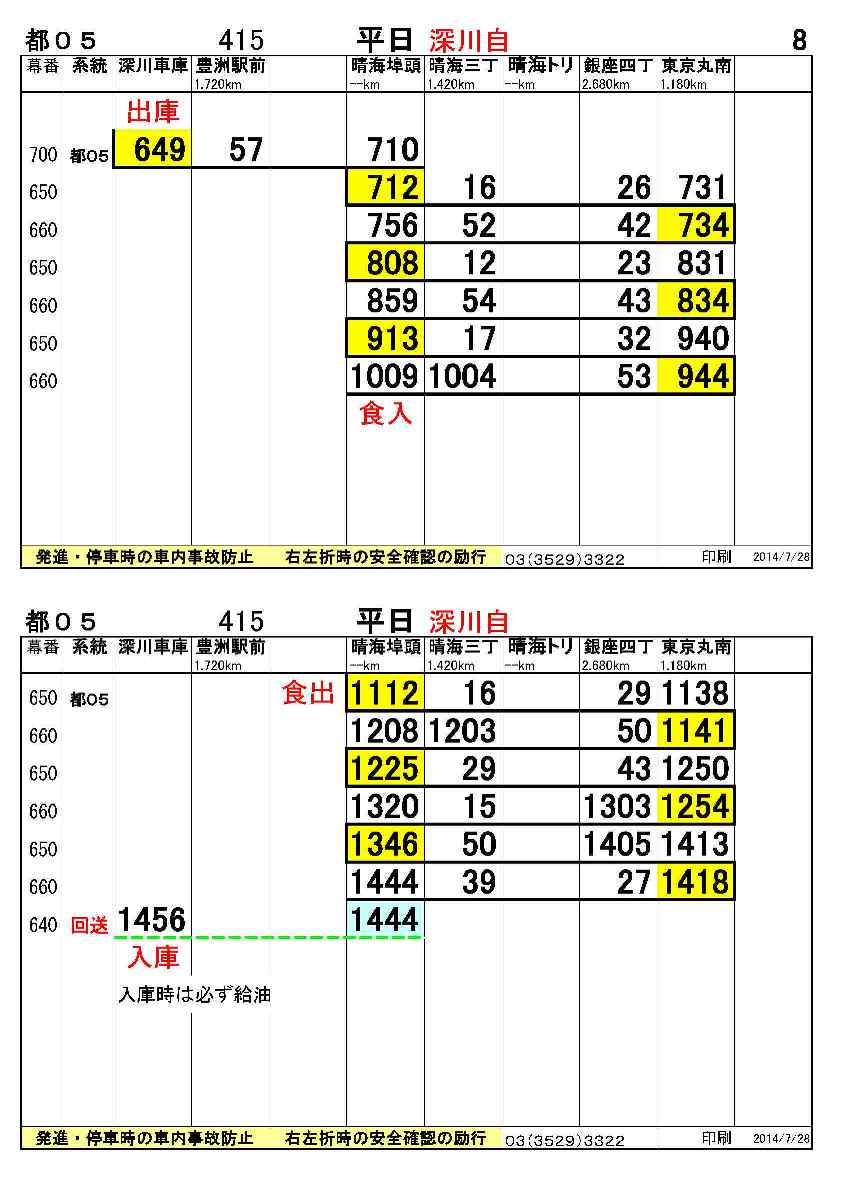 都０５ 415 平日 深川自 8
幕番 系統 深川車庫 豊洲駅前 晴海埠頭 晴海三丁 晴海トリ 銀座四丁 東京丸南
1.720km --km 1.420km --km 2.680km 1.180km
出庫
700 都05 649 57 710
650 712 16 26 731
660 756 52 42 734
650 808 12 23 831
660 859 54 43 834
650 913 17 32 940
660 1009 1004 53 944
食入
発進・停車時の車内事故防止 右左折時の安全確認の励行 03(3529)3322 印刷 2014/7/28
都０５ 415 平日 深川自
幕番 系統 深川車庫 豊洲駅前 晴海埠頭 晴海三丁 晴海トリ 銀座四丁 東京丸南
1.720km --km 1.420km --km 2.680km 1.180km
650 都05 食出 1112 16 29 1138
660 1208 1203 50 1141
650 1225 29 43 1250
660 1320 15 1303 1254
650 1346 50 1405 1413
660 1444 39 27 1418
640 回送 1456 1444
入庫
入庫時は必ず給油
発進・停車時の車内事故防止 右左折時の安全確認の励行 03(3529)3322 印刷 2014/7/28